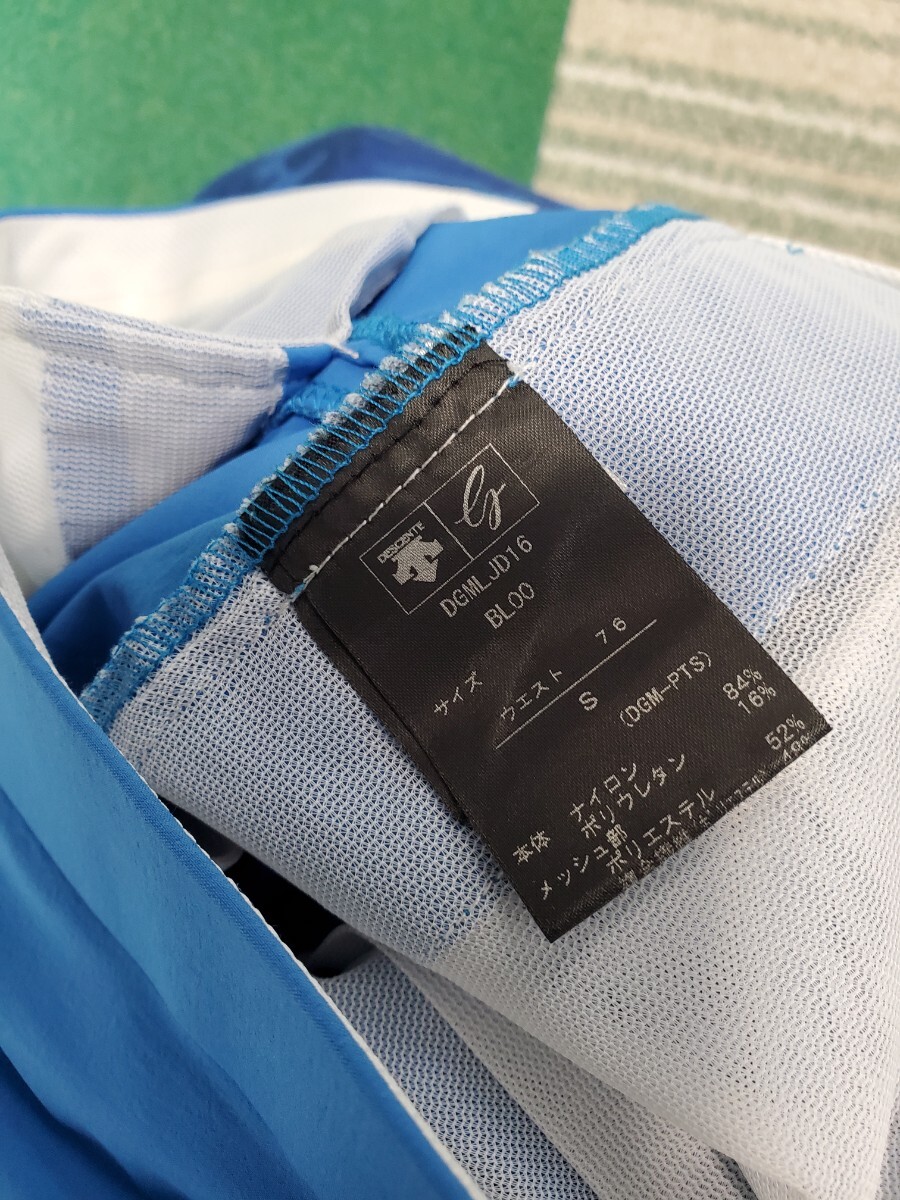 DESCENTE G
DGMLJD16
BL00
サイズ
ウエスト 76
S
(DGM-PTS)
本体 ナイロン 84%
ポリウレタン 16%
メッシュ部
ポリエステル 52%